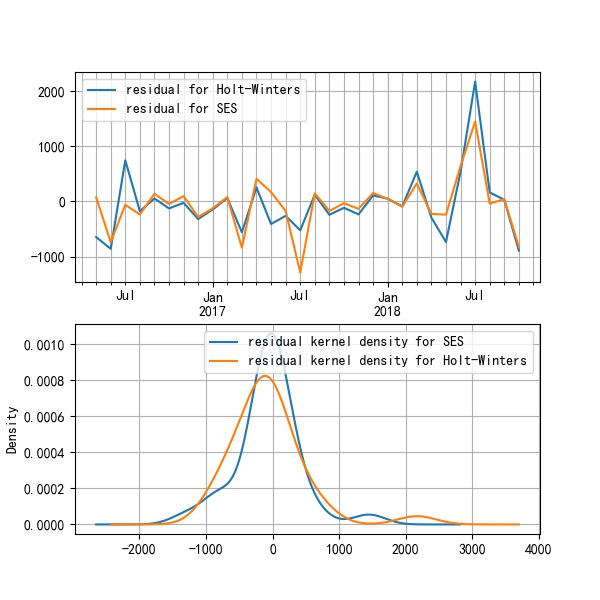 residual for Holt-Winters
residual for SES
2000
1000
0
−1000
Jul Jan Jul Jan Jul
2017 2018
residual kernel density for SES
residual kernel density for Holt-Winters
Density
0.0010
0.0008
0.0006
0.0004
0.0002
0.0000
−2000 −1000 0 1000 2000 3000 4000